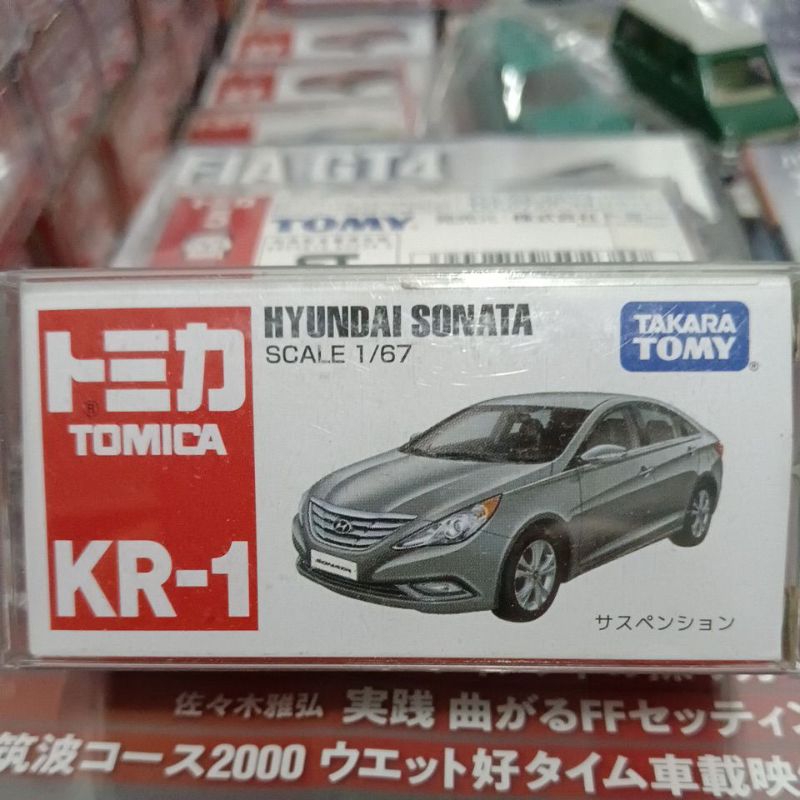 FIA GT4
TOMY
トミカ
TOMICA
KR-1
HYUNDAI SONATA
SCALE 1/67
TAKARA
TOMY
SONATA
サスペンション
佐々木雅弘 実践 曲がるFFセッティン
筑波コース2000 ウエット好タイム車載映